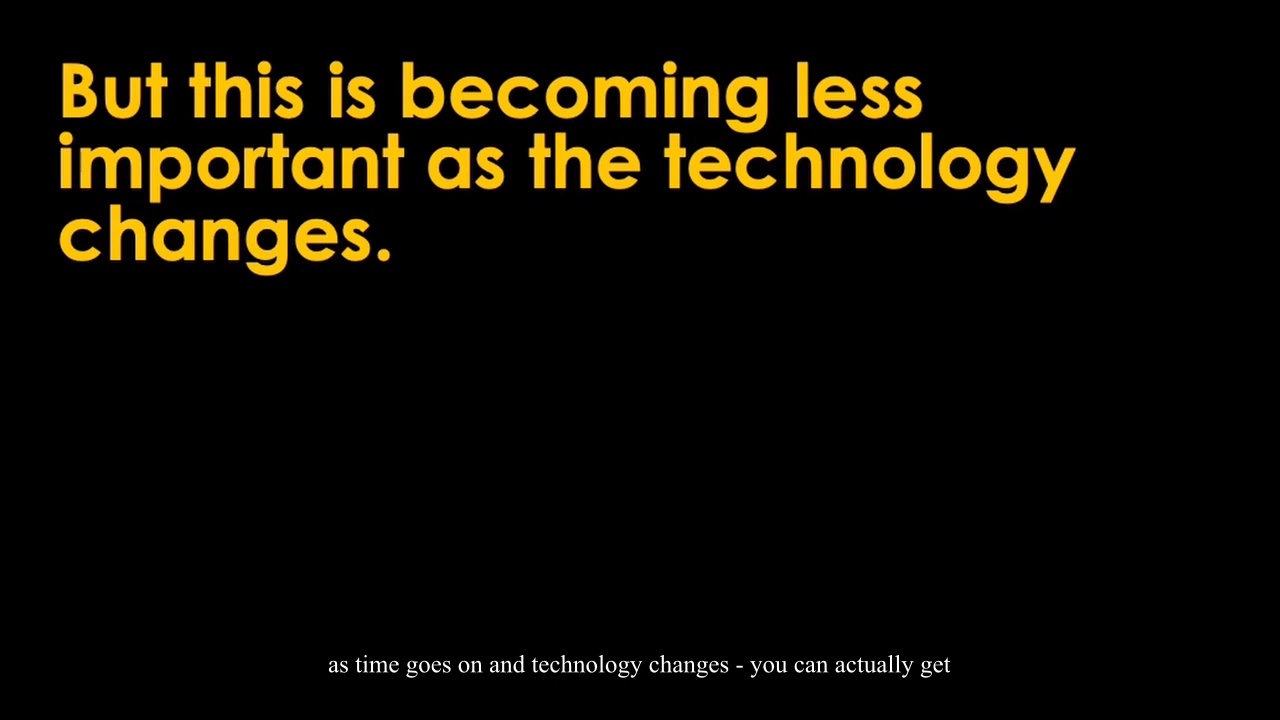 But this is becoming less
important as the technology
changes.
as time goes on and technology changes - you can actually get